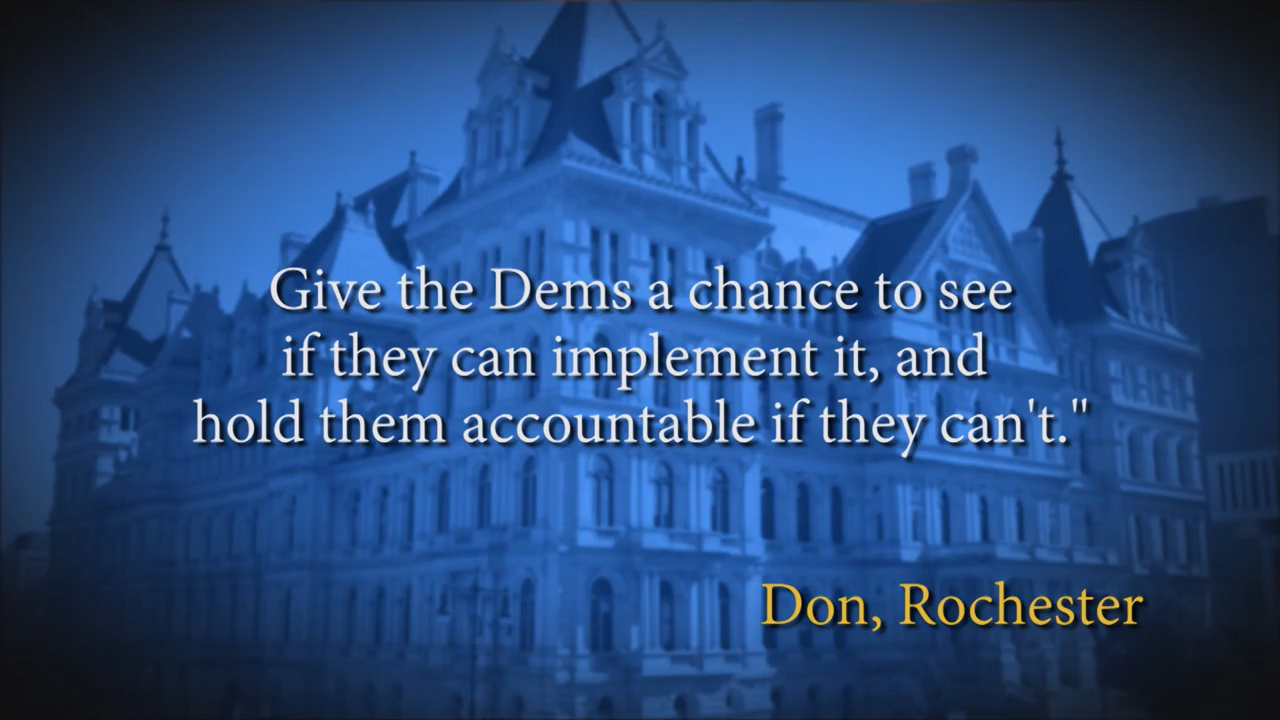 Give the Dems a chance to see
if they can implement it, and
hold them accountable if they can't."
Don, Rochester